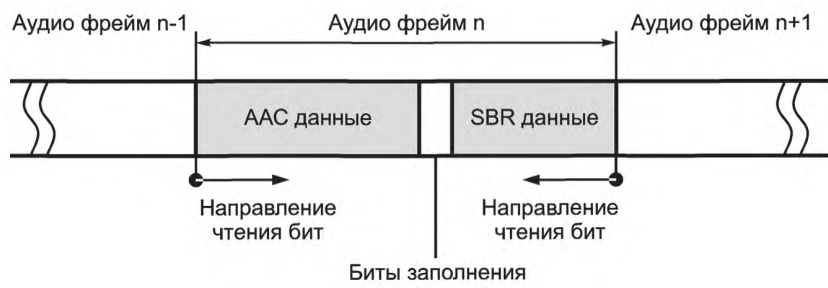 Аудио фрейм n-1
Аудио фрейм n
Аудио фрейм n+1
AAC данные
SBR данные
Направление
чтения бит
Направление
чтения бит
Биты заполнения